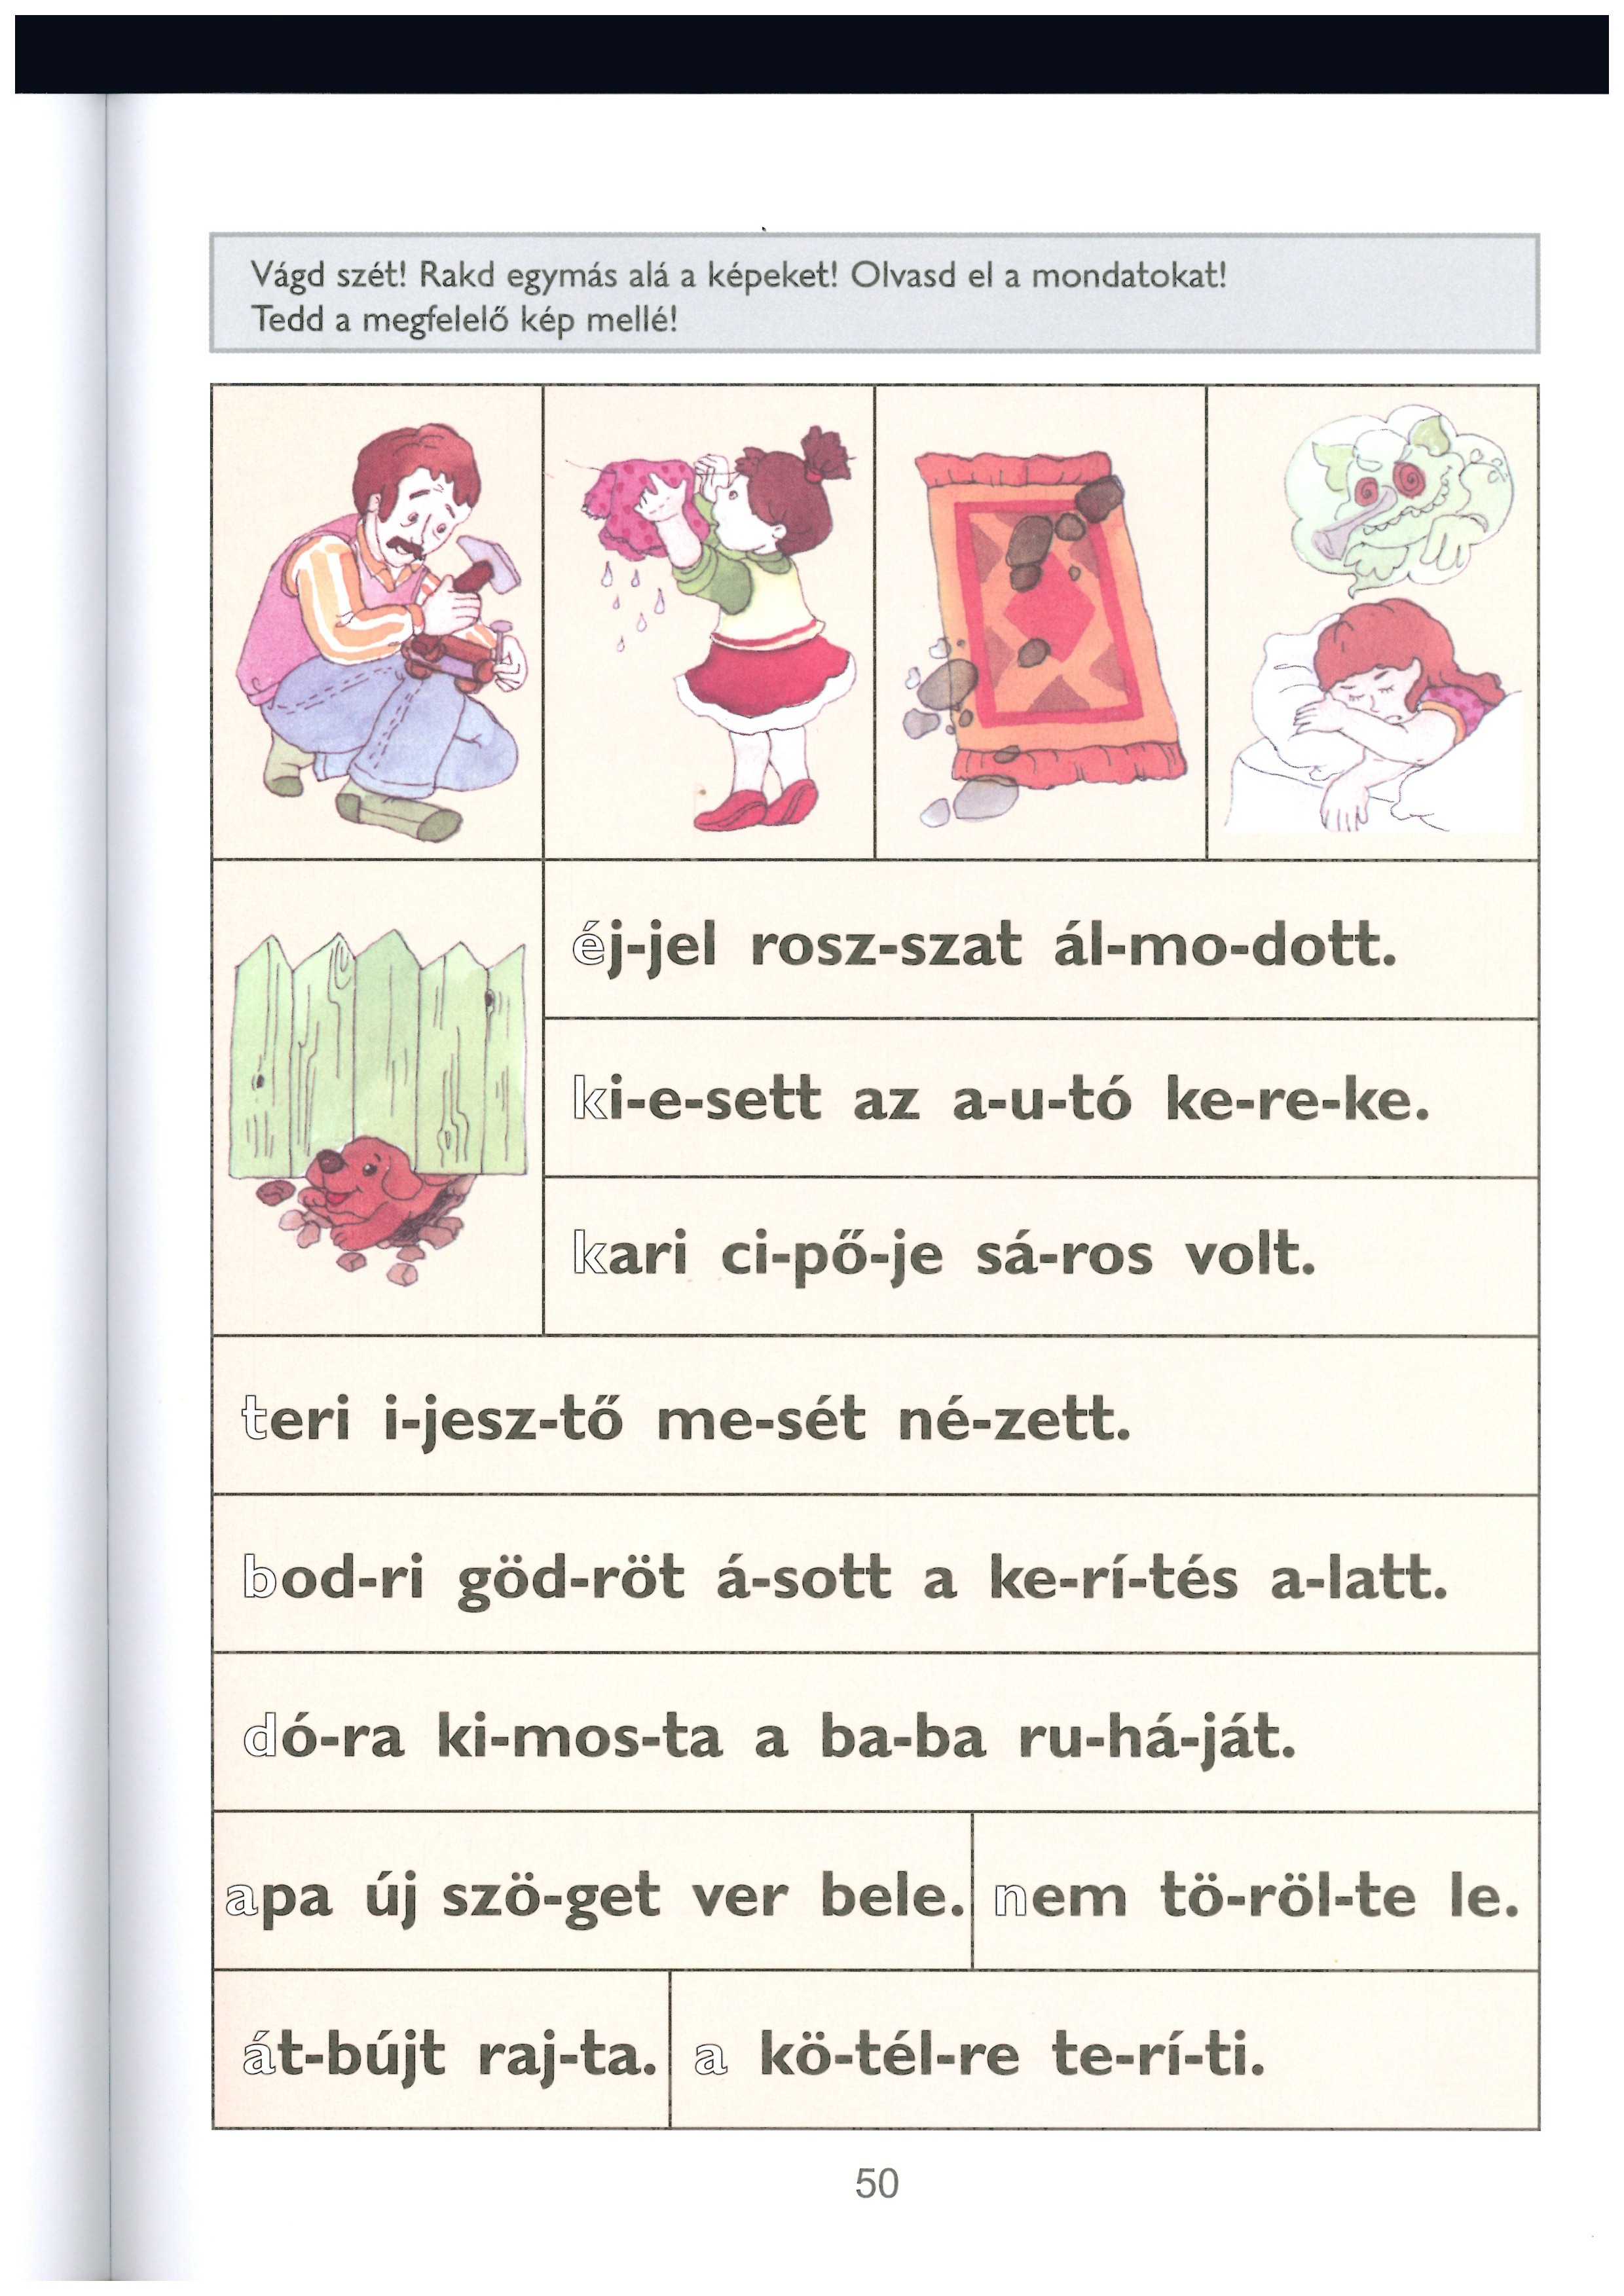 Vágd szét! Rakd egymás alá a képeket! Olvasd el a mondatokat!
Tedd a megfelelő kép mellé!
éj-jel rosz-szat ál-mo-dott.
ki-e-sett az a-u-tó ke-re-ke.
kari ci-pő-je sá-ros volt.
teri i-jesz-tő me-sét né-zett.
bod-ri göd-röt á-sott a ke-rí-tés a-latt.
dó-ra ki-mos-ta a ba-ba ru-há-ját.
apa új szö-get ver bele.
nem tö-röl-te le.
át-bújt raj-ta.
a kö-tél-re te-rí-ti.
50